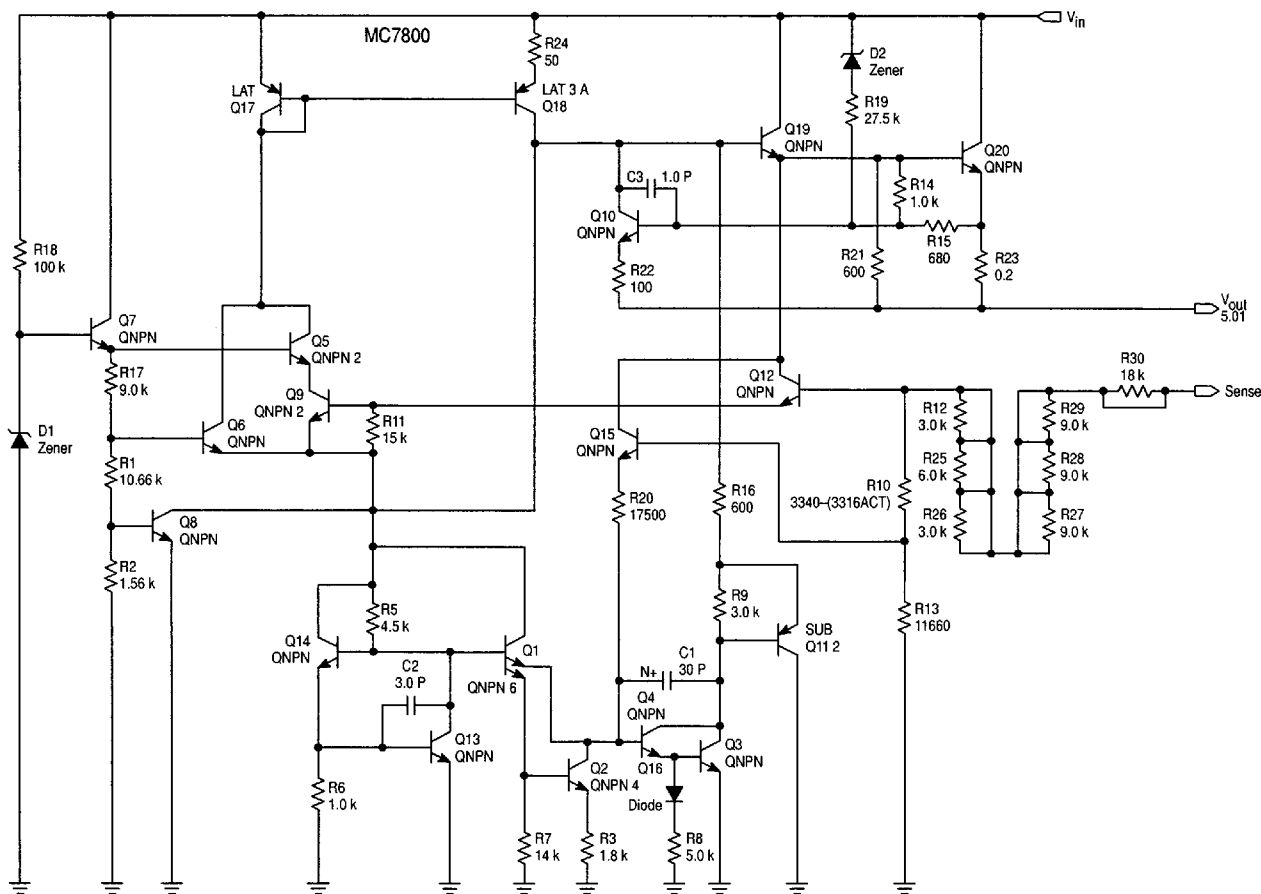 MC7800
Vin
R24
50
D2
Zener
LAT
Q17
LAT 3 A
Q18
R19
27.5 k
Q19
QNPN
Q20
QNPN
C3
1.0 P
R14
1.0 k
Q10
QNPN
R15
680
R18
100 k
R22
100
R21
600
R23
0.2
Vout
5.01
Q7
QNPN
Q5
QNPN 2
R17
9.0 k
Q9
QNPN 2
Q12
QNPN
R30
18 k
Sense
D1
Zener
Q6
QNPN
R11
15 k
Q15
QNPN
R12
3.0 k
R29
9.0 k
R1
10.66 k
R20
17500
R16
600
R10
3340–(3316ACT)
R25
6.0 k
R28
9.0 k
Q8
QNPN
R26
3.0 k
R27
9.0 k
R2
1.56 k
R5
4.5 k
R9
3.0 k
R13
11660
Q14
QNPN
Q1
QNPN 6
SUB
Q11 2
C2
3.0 P
N+
C1
30 P
Q4
QNPN
Q13
QNPN
Q2
QNPN 4
Q16
Q3
QNPN
R6
1.0 k
Diode
R7
14 k
R3
1.8 k
R8
5.0 k